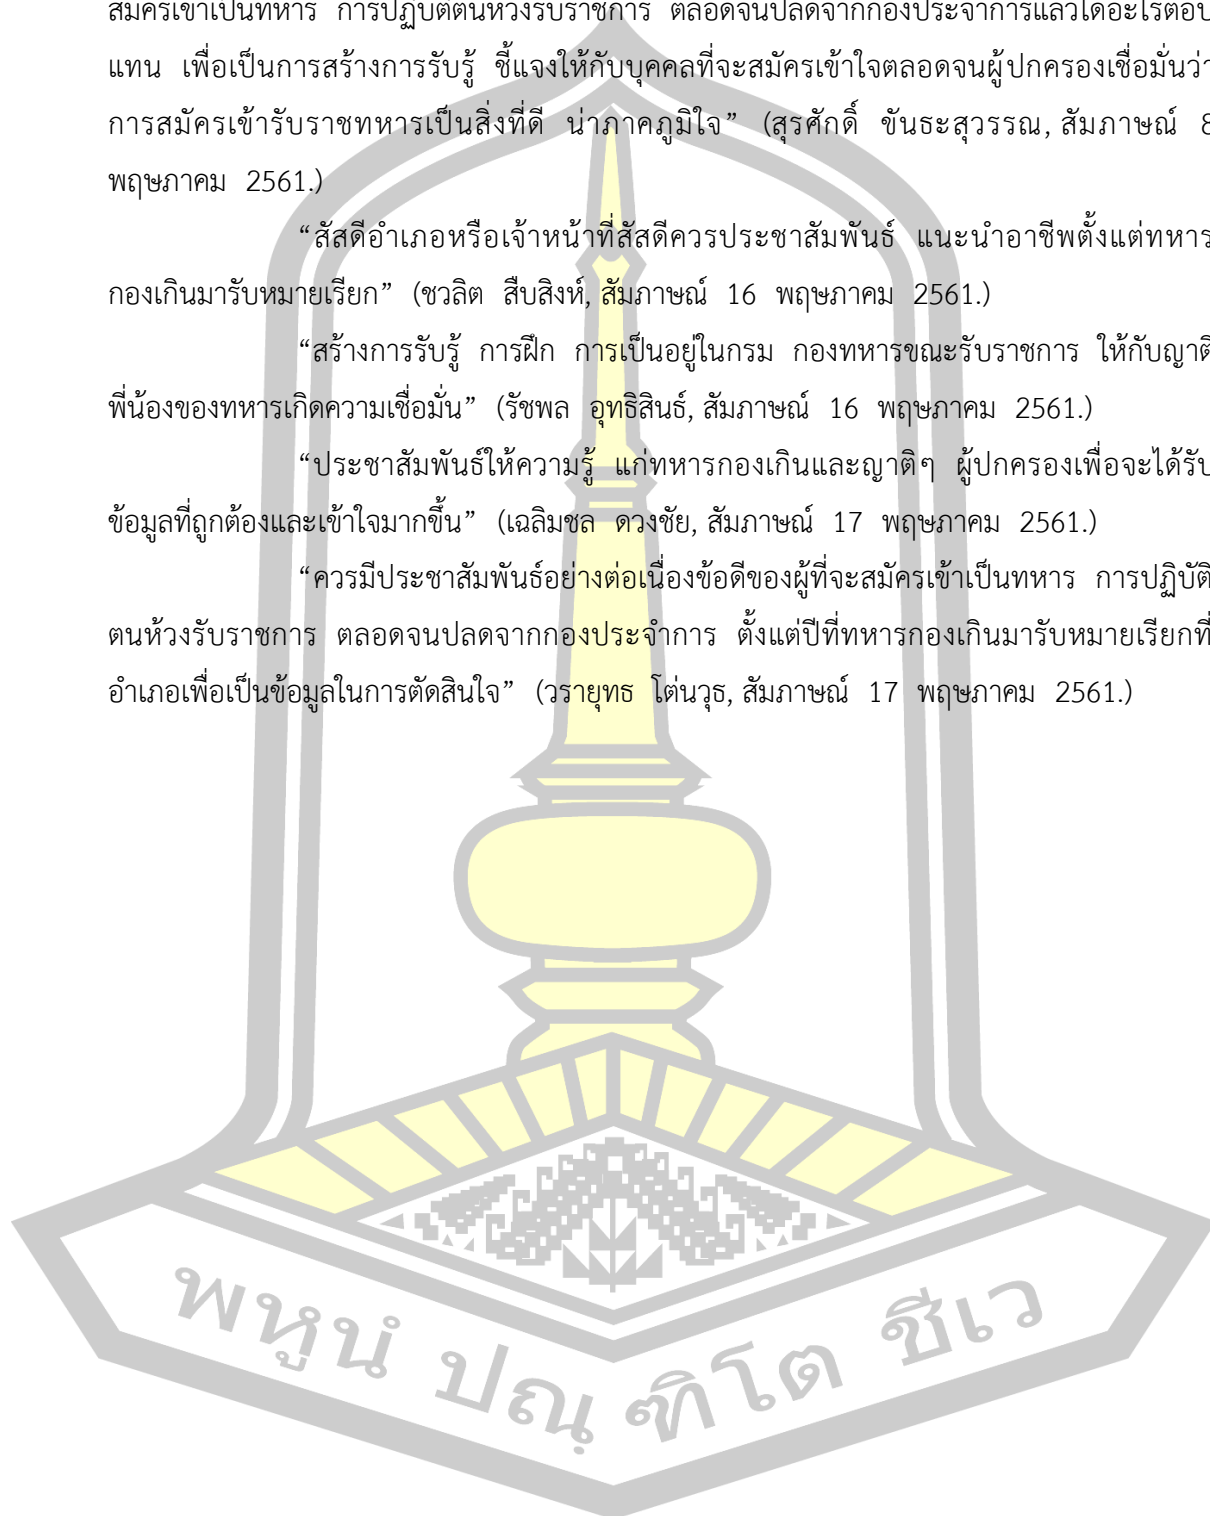 สมัครเข้าเป็นทหาร การปฏิบัติตนห้วงรับราชการ ตลอดจนปลดจากกองประจำการแล้วได้อะไรตอบ
แทน เพื่อเป็นการสร้างการรับรู้ ชี้แจงให้กับบุคคลที่จะสมัครเข้าใจตลอดจนผู้ปกครองเชื่อมั่นว่า
การสมัครเข้ารับราชทหารเป็นสิ่งที่ดี น่าภาคภูมิใจ” (สุรศักดิ์ ขันธะสุวรรณ, สัมภาษณ์ 8
พฤษภาคม 2561.)
“สัสดีอำเภอหรือเจ้าหน้าที่สัสดีควรประชาสัมพันธ์ แนะนำอาชีพตั้งแต่ทหาร
กองเกินมารับหมายเรียก” (ชวลิต สืบสิงห์, สัมภาษณ์ 16 พฤษภาคม 2561.)
“สร้างการรับรู้ การฝึก การเป็นอยู่ในกรม กองทหารขณะรับราชการ ให้กับญาติ
พี่น้องของทหารเกิดความเชื่อมั่น” (รัชพล อุทธิสินธ์, สัมภาษณ์ 16 พฤษภาคม 2561.)
“ประชาสัมพันธ์ให้ความรู้ แก่ทหารกองเกินและญาติๆ ผู้ปกครองเพื่อจะได้รับ
ข้อมูลที่ถูกต้องและเข้าใจมากขึ้น” (เฉลิมชล ดวงชัย, สัมภาษณ์ 17 พฤษภาคม 2561.)
“ควรมีประชาสัมพันธ์อย่างต่อเนื่องข้อดีของผู้ที่จะสมัครเข้าเป็นทหาร การปฏิบัติ
ตนห้วงรับราชการ ตลอดจนปลดจากกองประจำการ ตั้งแต่ปีที่ทหารกองเกินมารับหมายเรียกที่
อำเภอเพื่อเป็นข้อมูลในการตัดสินใจ” (วรายุทธ โต่นวุธ, สัมภาษณ์ 17 พฤษภาคม 2561.)
พหูนํ ปณฺฑิโต ชีเว